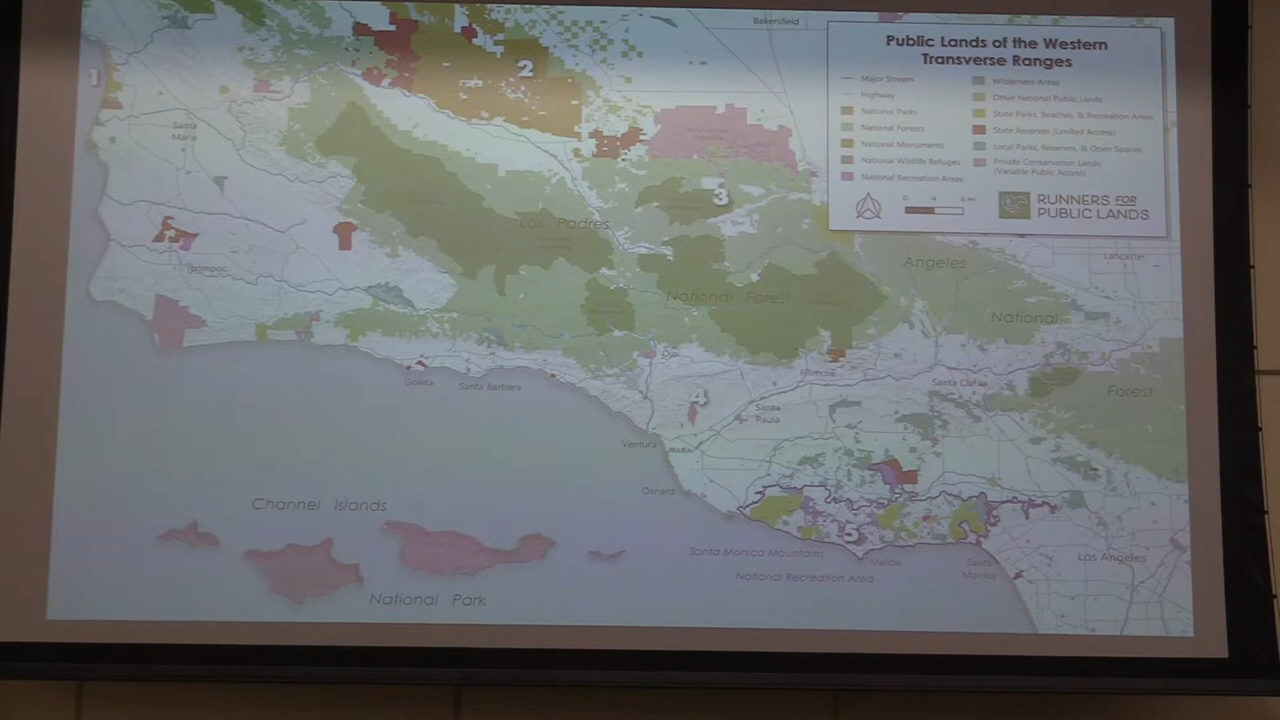 Bakersfield
Public Lands of the Western
Transverse Ranges
Major Stream
Highway
National Parks
National Forests
National Monuments
National Wildlife Refuges
National Recreation Areas
Wilderness Areas
Other National Public Lands
State Parks, Beaches, & Recreation Areas
State Reserves (Limited Access)
Local Parks, Reserves, & Open Spaces
Private Conservation Lands
(Variable Public Access)
0
RUNNERS FOR
PUBLIC LANDS
1
2
3
Santa
Maria
Los Padres
Lompoc
National Forest
Angeles
National
Forest
Lancaster
Ojai
Fillmore
Santa Clarita
Goleta
Santa Barbara
4
Santa
Paula
Ventura
Oxnard
Channel Islands
National Park
5
Santa Monica Mountains
National Recreation Area
Malibu
Santa
Monica
Los Angeles